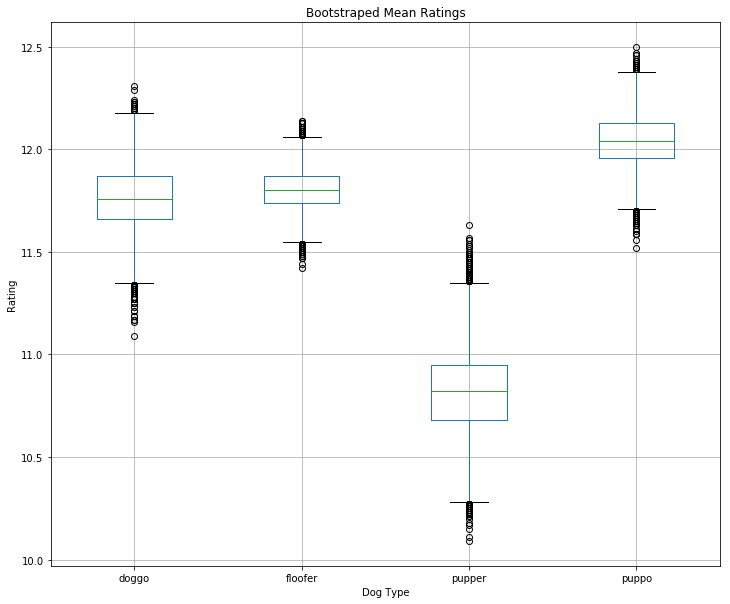 Bootstraped Mean Ratings
12.5
12.0
11.5
11.0
10.5
10.0
Rating
doggo floofer pupper puppo
Dog Type